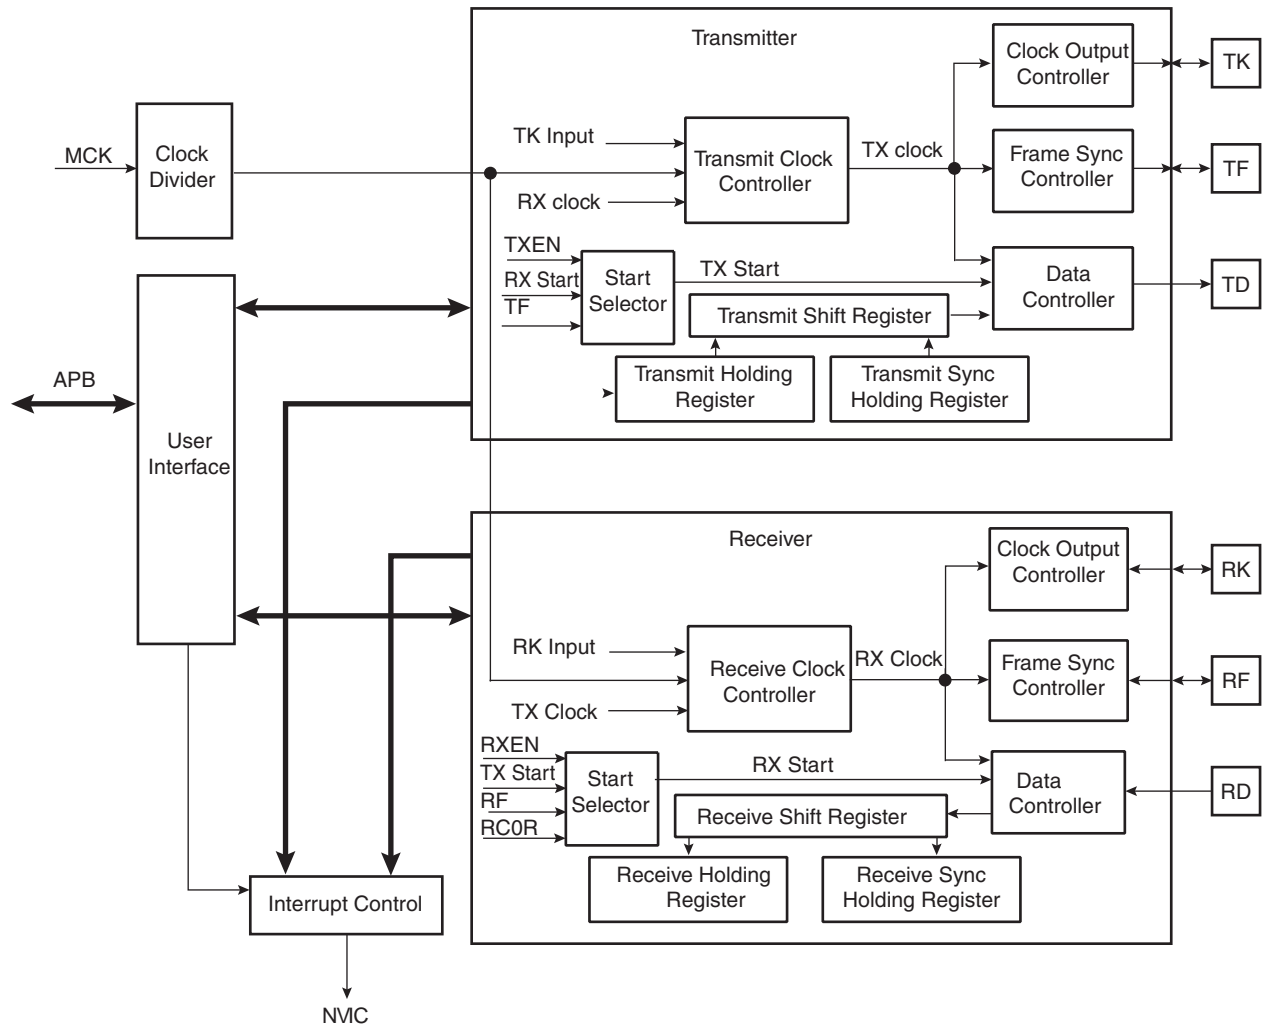 Transmitter
Clock Output
Controller
TK
MCK
Clock
Divider
TK Input
Transmit Clock
Controller
TX clock
Frame Sync
Controller
TF
RX clock
TXEN
RX Start
TF
Start
Selector
TX Start
Data
Controller
TD
Transmit Shift Register
Transmit Holding
Register
Transmit Sync
Holding Register
APB
User
Interface
Receiver
Clock Output
Controller
RK
RK Input
Receive Clock
Controller
RX Clock
Frame Sync
Controller
RF
TX Clock
RXEN
TX Start
RF
RC0R
Start
Selector
RX Start
Data
Controller
RD
Receive Shift Register
Receive Holding
Register
Receive Sync
Holding Register
Interrupt Control
NVIC